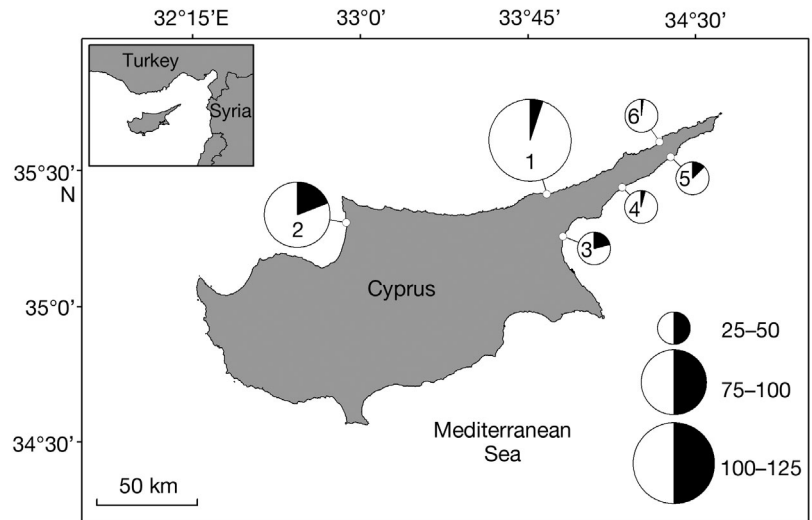 32°15’E 33°0’ 33°45’ 34°30’
Turkey
Syria
6
1
35°30’
N
5
2
4
3
Cyprus
35°0’
25–50
75–100
Mediterranean
Sea
34°30’
100–125
50 km